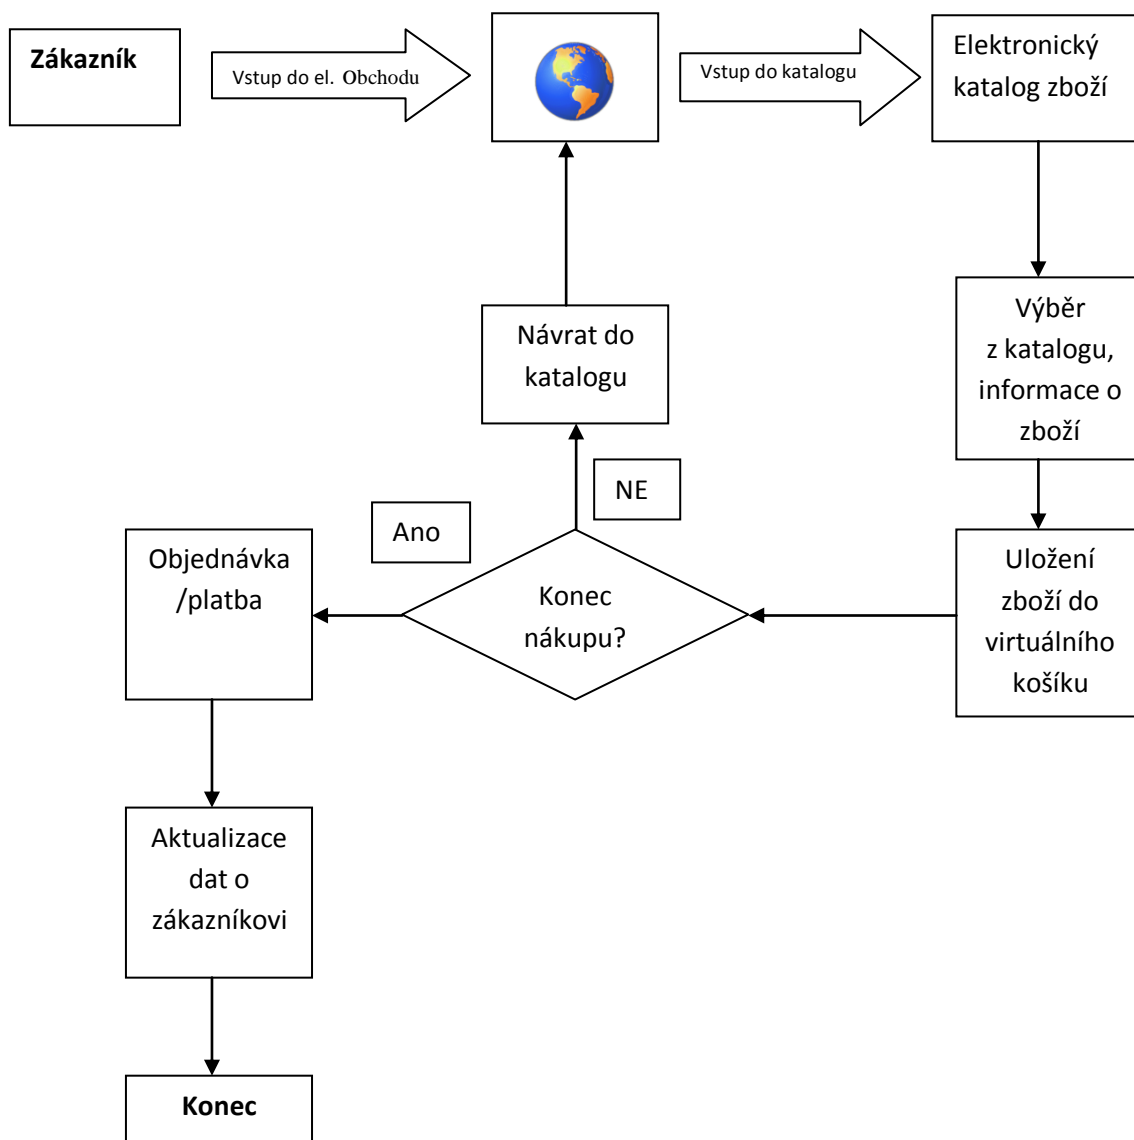 Zákazník
Vstup do el. Obchodu
Vstup do katalogu
Elektronický
katalog zboží
Návrat do
katalogu
Výběr
z katalogu,
informace o
zboží
NE
Ano
Objednávka
/platba
Konec
nákupu?
Uložení
zboží do
virtuálního
košíku
Aktualizace
dat o
zákazníkovi
Konec